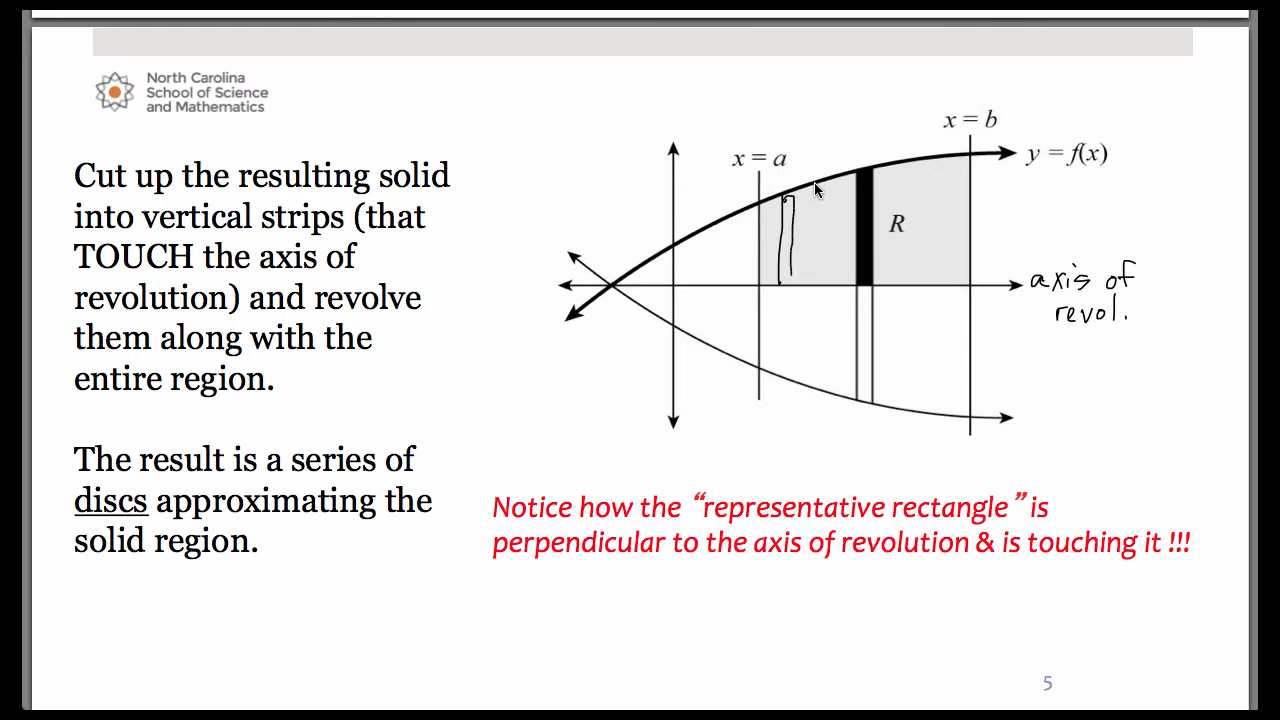 North Carolina
School of Science
and Mathematics
Cut up the resulting solid
into vertical strips (that
TOUCH the axis of
revolution) and revolve
them along with the
entire region.
The result is a series of
discs approximating the
solid region.
x = b
x = a
y = f(x)
R
axis of
revol.
Notice how the “representative rectangle” is
perpendicular to the axis of revolution & is touching it !!!
5